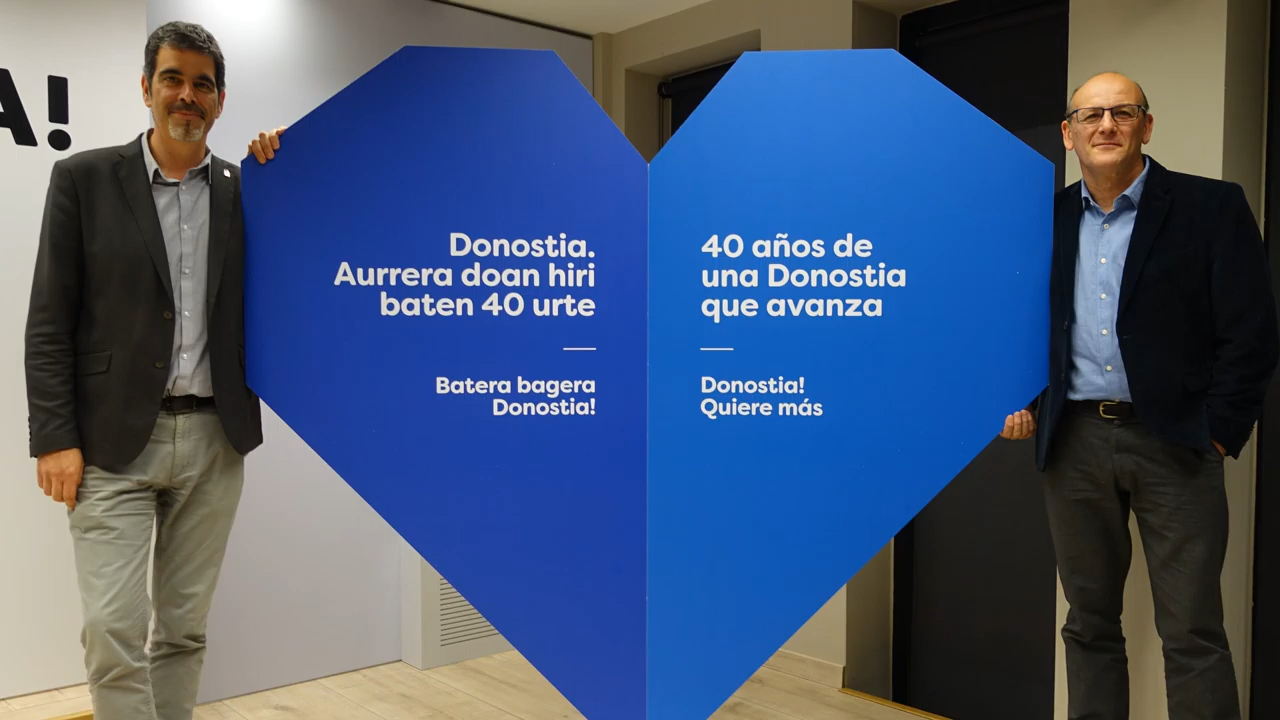 A!
Donostia.
Aurrera doan hiri
baten 40 urte
Batera bagera
Donostia!
40 años de
una Donostia
que avanza
Donostia!
Quiere más